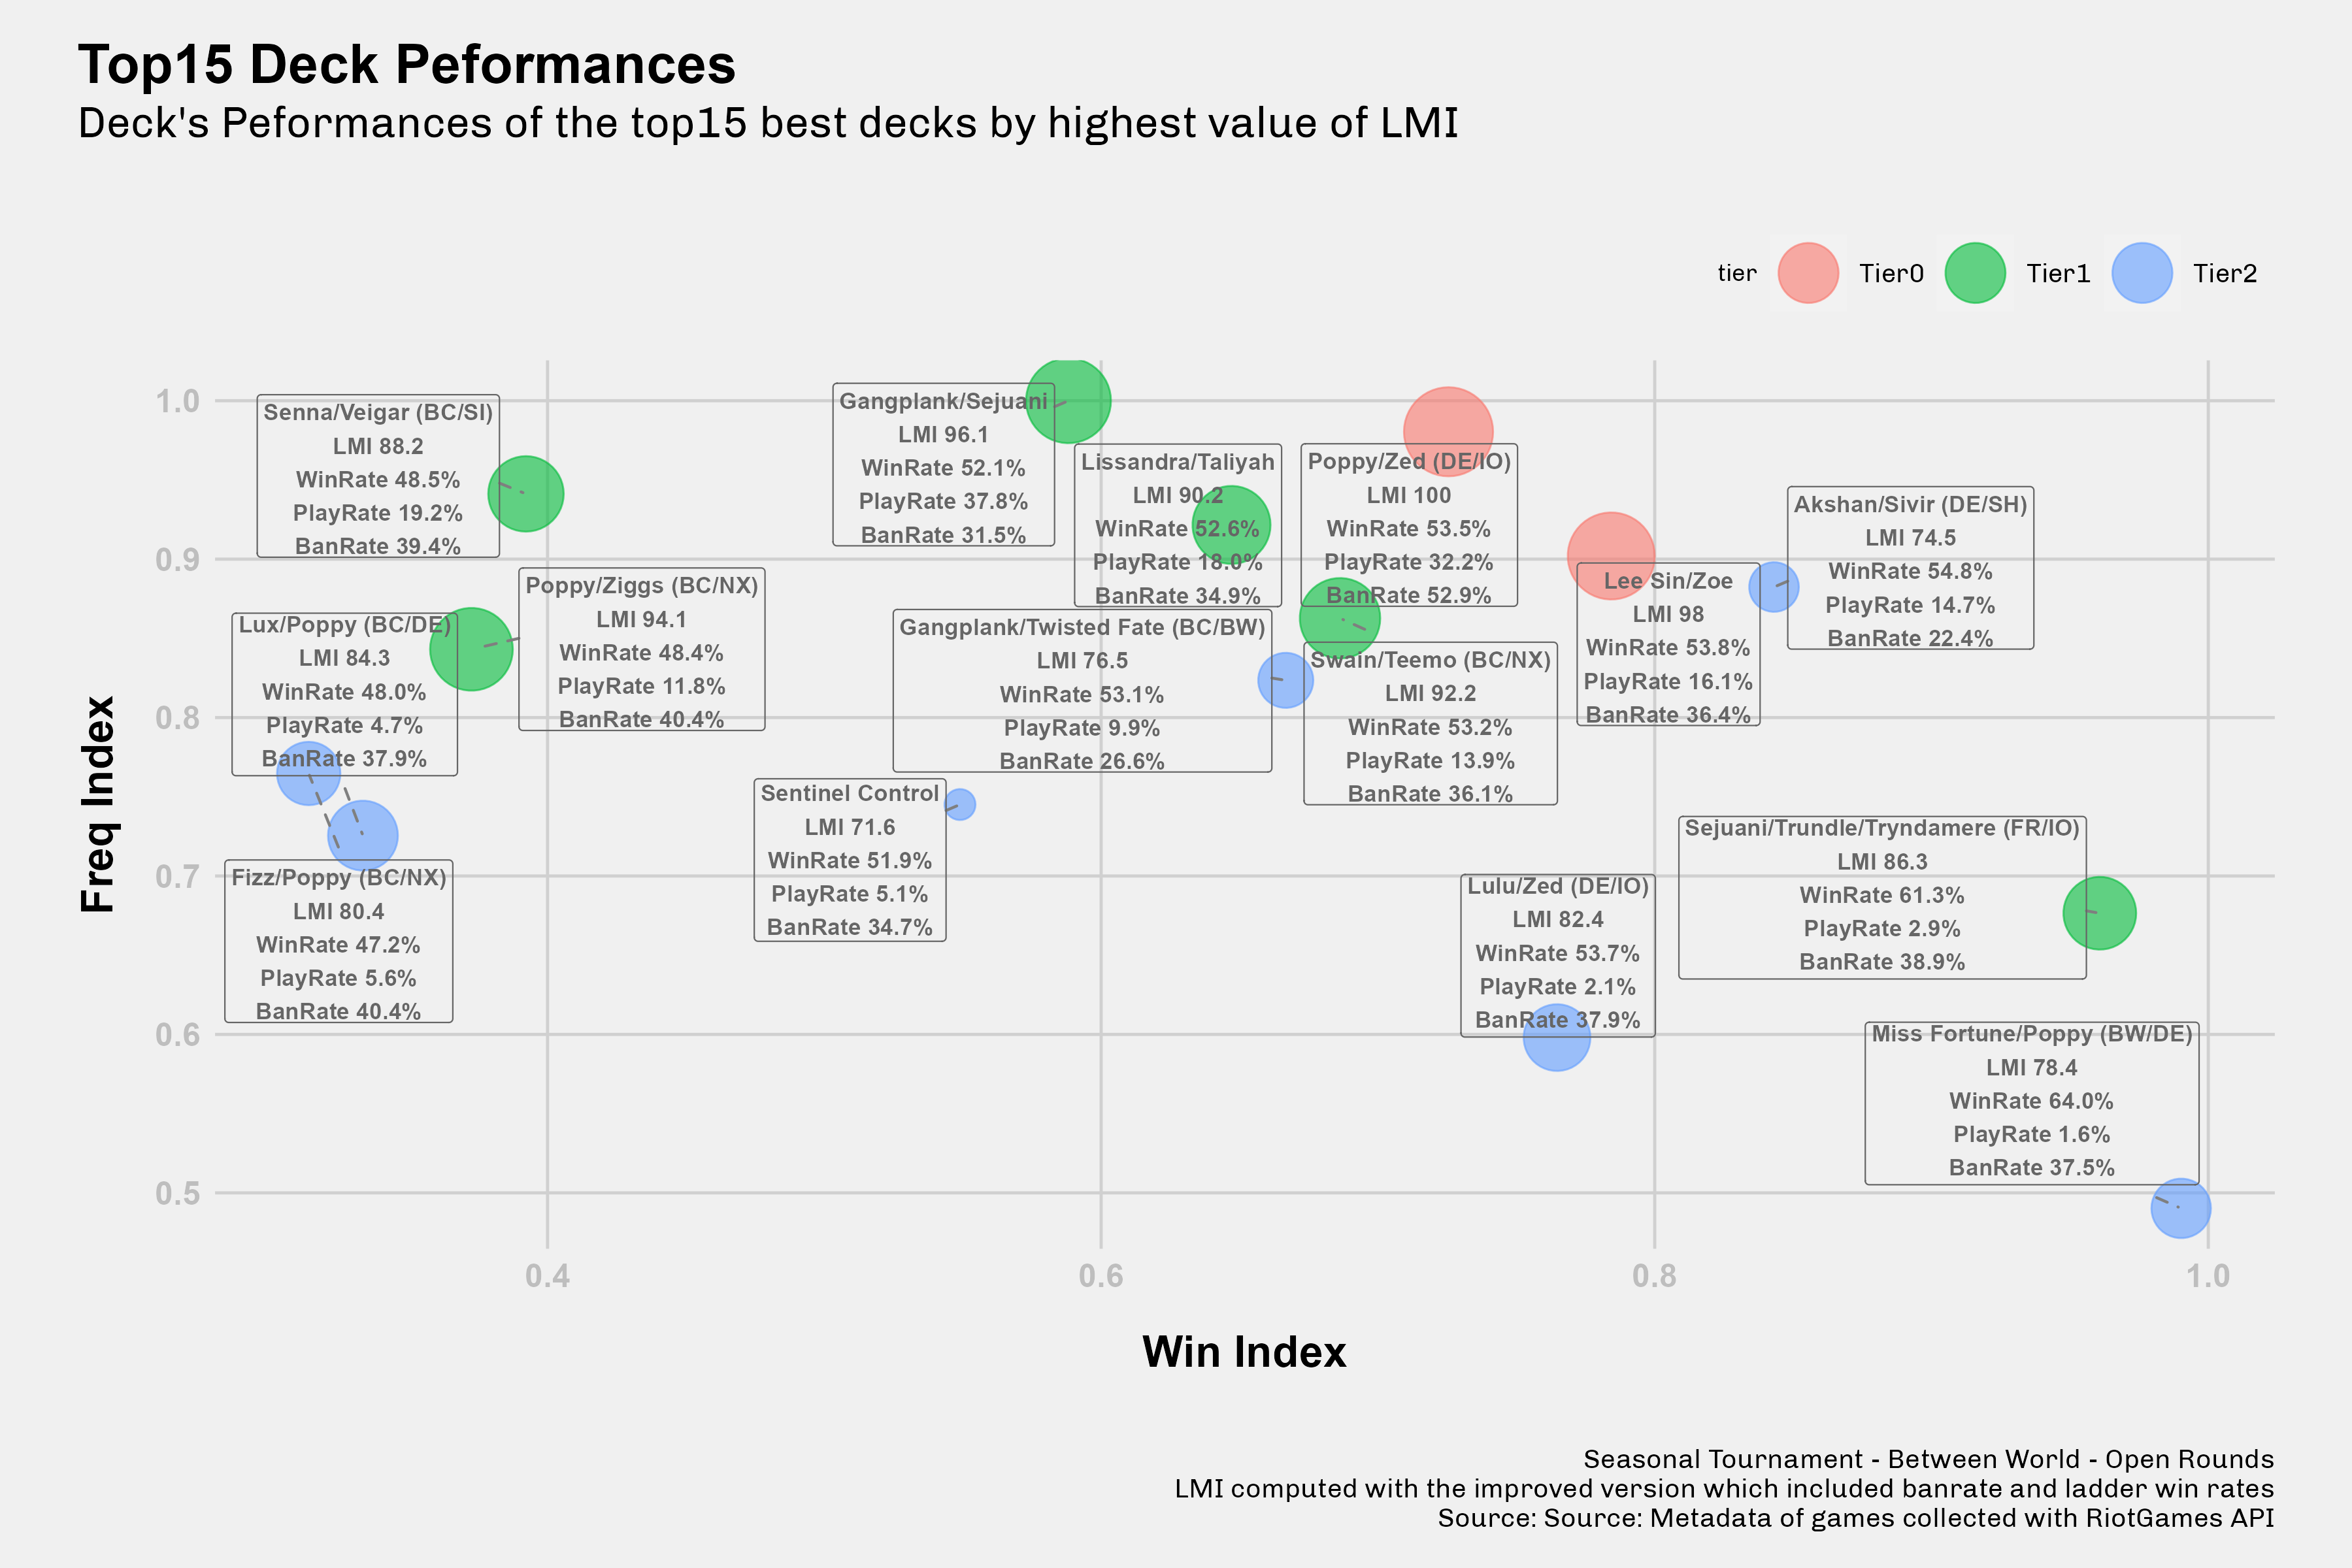 Top15 Deck Peformances
Deck's Peformances of the top15 best decks by highest value of LMI
tier Tier0 Tier1 Tier2
Freq Index
1.0
0.9
0.8
0.7
0.6
0.5
Senna/Veigar (BC/SI)
LMI 88.2
WinRate 48.5%
PlayRate 19.2%
BanRate 39.4%
Gangplank/Sejuani
LMI 96.1
WinRate 52.1%
PlayRate 37.8%
BanRate 31.5%
Lissandra/Taliyah
LMI 90.2
WinRate 52.6%
PlayRate 18.0%
BanRate 34.9%
Poppy/Zed (DE/IO)
LMI 100
WinRate 53.5%
PlayRate 32.2%
BanRate 52.9%
Akshan/Sivir (DE/SH)
LMI 74.5
WinRate 54.8%
PlayRate 14.7%
BanRate 22.4%
Lee Sin/Zoe
LMI 98
WinRate 53.8%
PlayRate 16.1%
BanRate 36.4%
Poppy/Ziggs (BC/NX)
LMI 94.1
WinRate 48.4%
PlayRate 11.8%
BanRate 40.4%
Lux/Poppy (BC/DE)
LMI 84.3
WinRate 48.0%
PlayRate 4.7%
BanRate 37.9%
Gangplank/Twisted Fate (BC/BW)
LMI 76.5
WinRate 53.1%
PlayRate 9.9%
BanRate 26.6%
Swain/Teemo (BC/NX)
LMI 92.2
WinRate 53.2%
PlayRate 13.9%
BanRate 36.1%
Sentinel Control
LMI 71.6
WinRate 51.9%
PlayRate 5.1%
BanRate 34.7%
Sejuani/Trundle/Tryndamere (FR/IO)
LMI 86.3
WinRate 61.3%
PlayRate 2.9%
BanRate 38.9%
Fizz/Poppy (BC/NX)
LMI 80.4
WinRate 47.2%
PlayRate 5.6%
BanRate 40.4%
Lulu/Zed (DE/IO)
LMI 82.4
WinRate 53.7%
PlayRate 2.1%
BanRate 37.9%
Miss Fortune/Poppy (BW/DE)
LMI 78.4
WinRate 64.0%
PlayRate 1.6%
BanRate 37.5%
0.4 0.6 0.8 1.0
Win Index
Seasonal Tournament - Between World - Open Rounds
LMI computed with the improved version which included banrate and ladder win rates
Source: Source: Metadata of games collected with RiotGames API